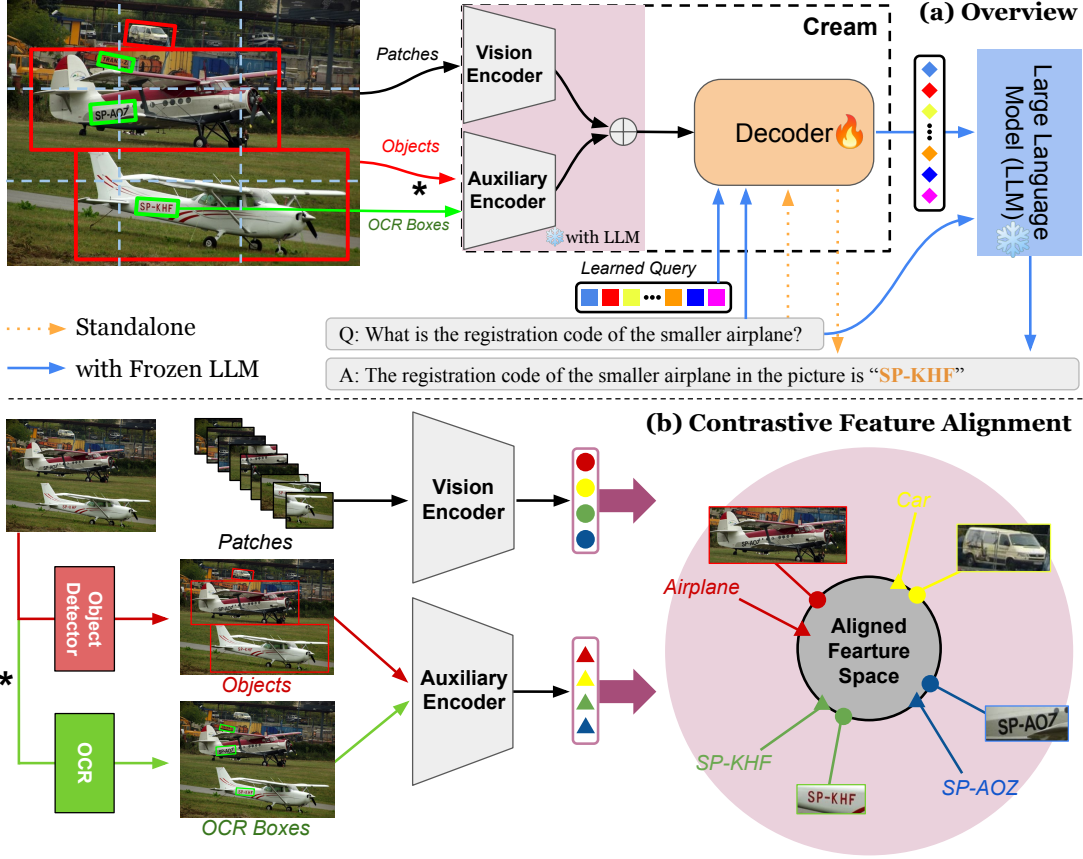 (a) Overview
Cream
Patches
Vision
Encoder
Objects
*
OCR Boxes
Auxiliary
Encoder
❄with LLM
Decoder🔥
Large Language
Model (LLM)
❄
SP-AOZ
SP-KHF
Learned Query
•••
Standalone
with Frozen LLM
Q: What is the registration code of the smaller airplane?
A: The registration code of the smaller airplane in the picture is “SP-KHF”
(b) Contrastive Feature Alignment
Patches
Vision
Encoder
Object
Detector
Objects
*
OCR
OCR Boxes
Auxiliary
Encoder
Car
Airplane
Aligned
Fearture
Space
SP-KHF
SP-AOZ
SP-KHF
SP-AOZ